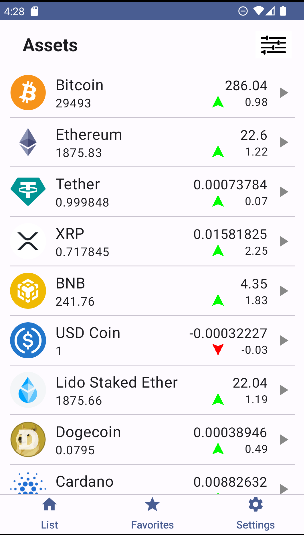 4:28
Assets
Bitcoin 286.04
29493 0.98
Ethereum 22.6
1875.83 1.22
Tether 0.00073784
0.999848 0.07
XRP 0.01581825
0.717845 2.25
BNB 4.35
241.76 1.83
USD Coin -0.00032227
1 -0.03
Lido Staked Ether 22.04
1875.66 1.19
Dogecoin 0.00038946
0.0795 0.49
Cardano 0.00882632
List Favorites Settings